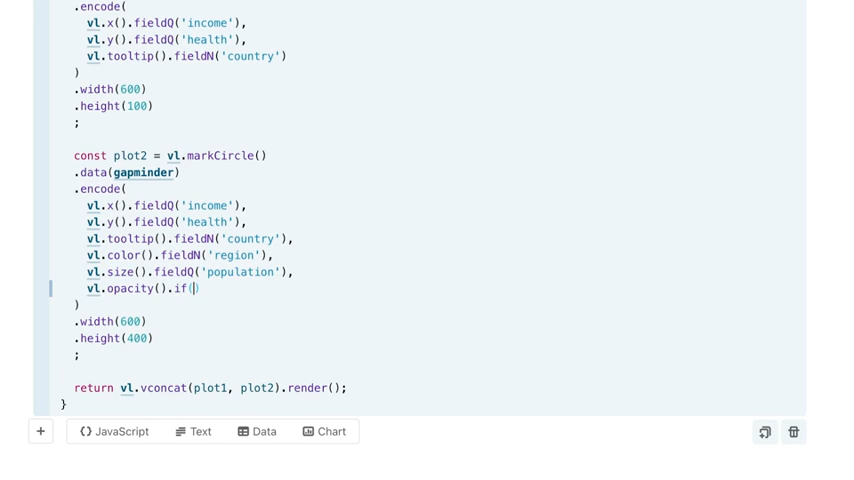 .encode(
vl.x().fieldQ('income'),
vl.y().fieldQ('health'),
vl.tooltip().fieldN('country')
)
.width(600)
.height(100)
;
const plot2 = vl.markCircle()
.data(gapminder)
.encode(
vl.x().fieldQ('income'),
vl.y().fieldQ('health'),
vl.tooltip().fieldN('country'),
vl.color().fieldN('region'),
vl.size().fieldQ('population'),
vl.opacity().if()
)
.width(600)
.height(400)
;
return vl.vconcat(plot1, plot2).render();
}
+ {} JavaScript Text Data Chart